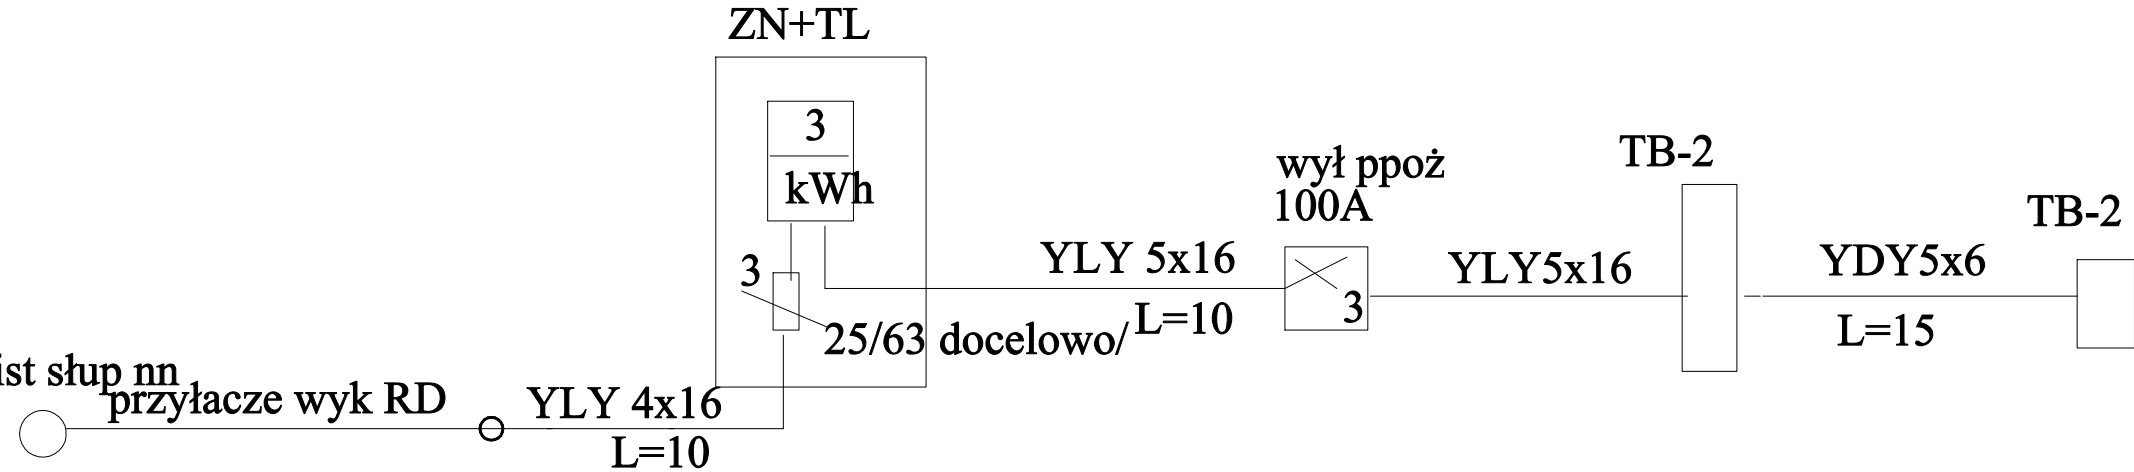 ZN+TL
3
kWh
3
25/63 docelowo/
ist słup nn
przyłacze wyk RD
YLY 4x16
L=10
YLY 5x16
L=10
wył ppoż
100A
3
YLY5x16
TB-2
YDY5x6
L=15
TB-2